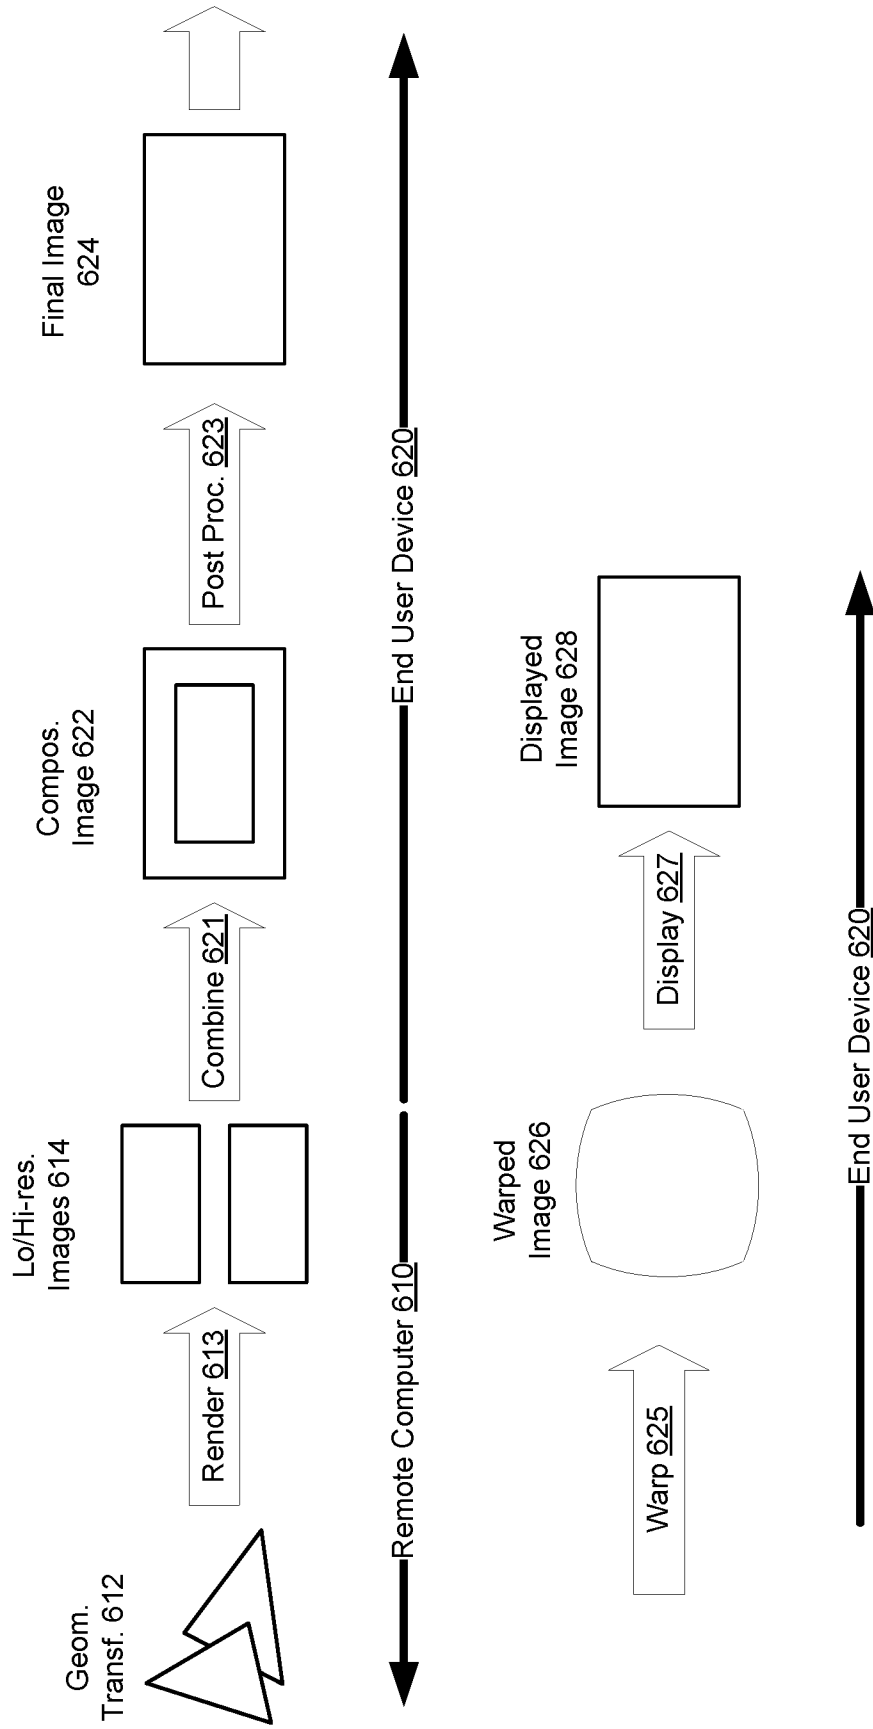 Geom.
Transf. 612
Render 613
Lo/Hi-res.
Images 614
Combine 621
Compos.
Image 622
Post Proc. 623
Final Image
624
Remote Computer 610
End User Device 620
Warp 625
Warped
Image 626
Display 627
Displayed
Image 628
End User Device 620